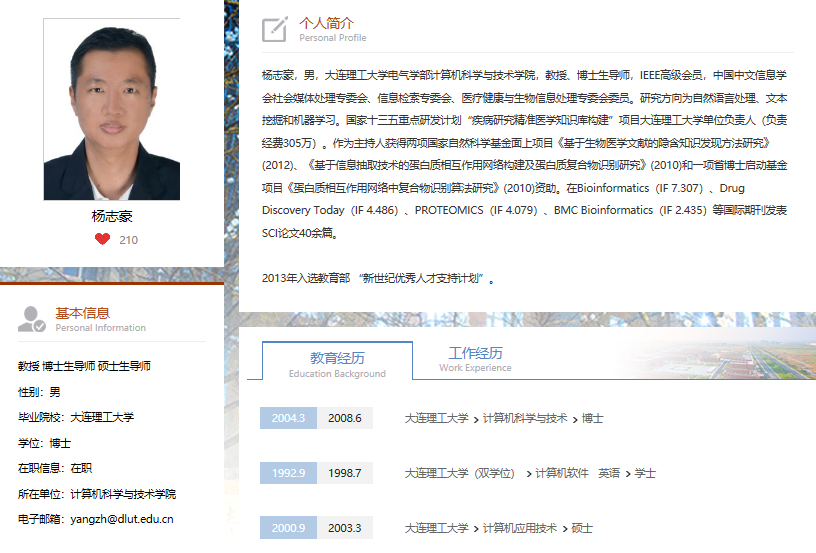 杨志豪
210
基本信息
Personal Information
教授 博士生导师 硕士生导师
性别：男
毕业院校：大连理工大学
学位：博士
在职信息：在职
所在单位：计算机科学与技术学院
电子邮箱：yangzh@dlut.edu.cn
个人简介
Personal Profile
杨志豪，男，大连理工大学电气学部计算机科学与技术学院，教授、博士生导师，IEEE高级会员，中国中文信息学
会社会媒体处理专委会、信息检索专委会、医疗健康与生物信息处理专委会委员。研究方向为自然语言处理、文本
挖掘和机器学习。国家十三五重点研发计划“疾病研究精准医学知识库构建”项目大连理工大学单位负责人（负责
经费305万）。作为主持人获得两项国家自然科学基金面上项目《基于生物医学文献的隐含知识发现方法研究》
(2012)、《基于信息抽取技术的蛋白质相互作用网络构建及蛋白质复合物识别研究》(2010)和一项首博士启动基金
项目《蛋白质相互作用网络中复合物识别算法研究》(2010)资助。在Bioinformatics（IF 7.307）、Drug
Discovery Today（IF 4.486）、PROTEOMICS（IF 4.079）、BMC Bioinformatics（IF 2.435）等国际期刊发表
SCI论文40余篇。
2013年入选教育部 “新世纪优秀人才支持计划”。
教育经历
Education Background
工作经历
Work Experience
2004.3 2008.6 大连理工大学 > 计算机科学与技术 > 博士
1992.9 1998.7 大连理工大学（双学位） > 计算机软件 英语 > 学士
2000.9 2003.3 大连理工大学 > 计算机应用技术 > 硕士